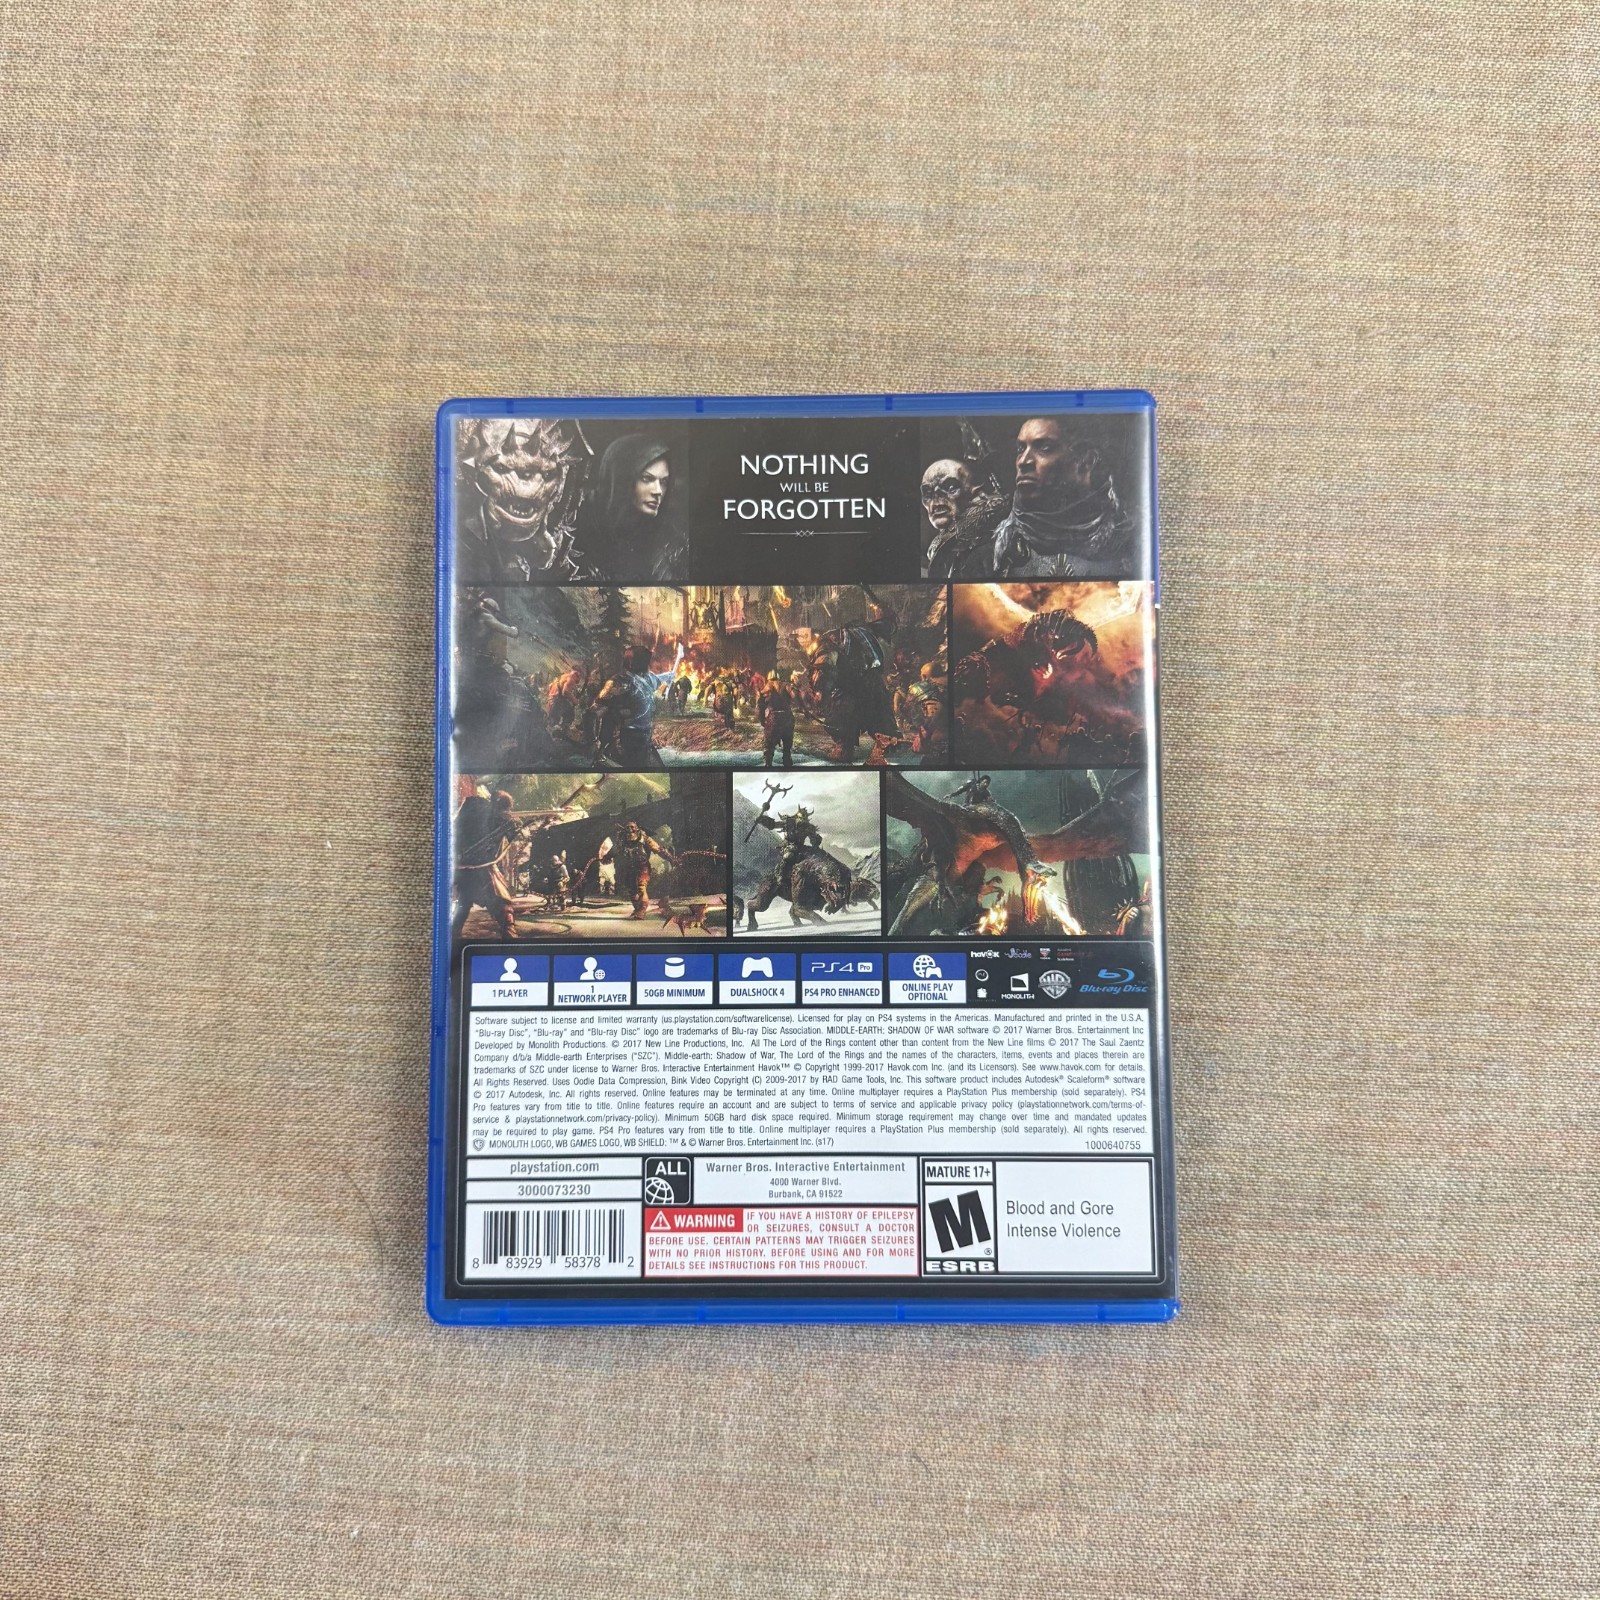 NOTHING
WILL BE
FORGOTTEN
1 PLAYER
1
NETWORK PLAYER
50GB MINIMUM
DUALSHOCK 4
PS4 Pro
PS4 PRO ENHANCED
ONLINE PLAY
OPTIONAL
havok
MONOLITH
Blu-ray Disc
Software subject to license and limited warranty (us.playstation.com/softwarelicense). Licensed for play on PS4 systems in the Americas. Manufactured and printed in the U.S.A.
"Blu-ray Disc", "Blu-ray" and "Blu-ray Disc" logo are trademarks of Blu-ray Disc Association. MIDDLE-EARTH: SHADOW OF WAR software © 2017 Warner Bros. Entertainment Inc
Developed by Monolith Productions. © 2017 New Line Productions, Inc. All The Lord of the Rings content other than content from the New Line films © 2017 The Saul Zaentz
Company d/b/a Middle-earth Enterprises ("SZC"). Middle-earth: Shadow of War, The Lord of the Rings and the names of the characters, items, events and places therein are
trademarks of SZC under license to Warner Bros. Interactive Entertainment Havok™ © Copyright 1999-2017 Havok.com Inc. (and its Licensors). See www.havok.com for details.
All Rights Reserved. Uses Oodle Data Compression, Bink Video Copyright (C) 2009-2017 by RAD Game Tools, Inc. This software product includes Autodesk® Scaleform® software
© 2017 Autodesk, Inc. All rights reserved. Online features may be terminated at any time. Online multiplayer requires a PlayStation Plus membership (sold separately). PS4
Pro features vary from title to title. Online features require an account and are subject to terms of service and applicable privacy policy (playstationnetwork.com/terms-of-
service & playstationnetwork.com/privacy-policy). Minimum 50GB hard disk space required. Minimum storage requirement may change over time and mandated updates
may be required to play game. PS4 Pro features vary from title to title. Online multiplayer requires a PlayStation Plus membership (sold separately). All rights reserved.
MONOLITH LOGO, WB GAMES LOGO, WB SHIELD: ™ & © Warner Bros. Entertainment Inc. (s17)
1000640755
playstation.com
3000073230
8 83929 58378 2
ALL
Warner Bros. Interactive Entertainment
4000 Warner Blvd.
Burbank, CA 91522
WARNING IF YOU HAVE A HISTORY OF EPILEPSY
OR SEIZURES, CONSULT A DOCTOR
BEFORE USE. CERTAIN PATTERNS MAY TRIGGER SEIZURES
WITH NO PRIOR HISTORY. BEFORE USING AND FOR MORE
DETAILS SEE INSTRUCTIONS FOR THIS PRODUCT.
MATURE 17+
M
®
ESRB
Blood and Gore
Intense Violence